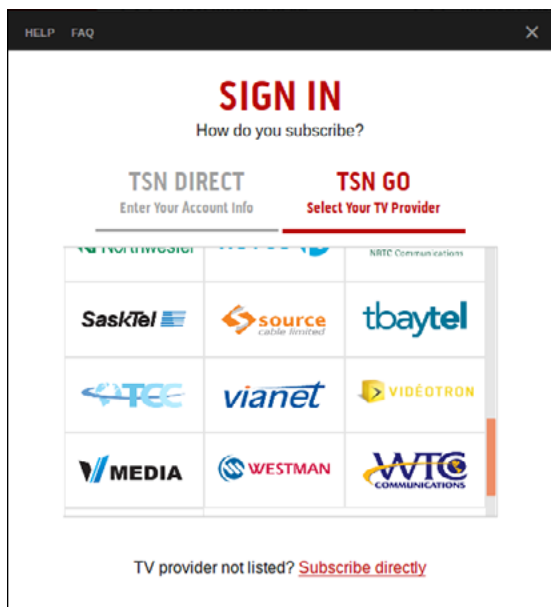 HELP FAQ
SIGN IN
How do you subscribe?
TSN DIRECT
Enter Your Account Info
TSN GO
Select Your TV Provider
NRTC Communications
SaskTel
source
cable limited
tbaytel
TCC
vianet
VIDÉOTRON
V MEDIA
WESTMAN
WTC
COMMUNICATIONS
TV provider not listed? Subscribe directly